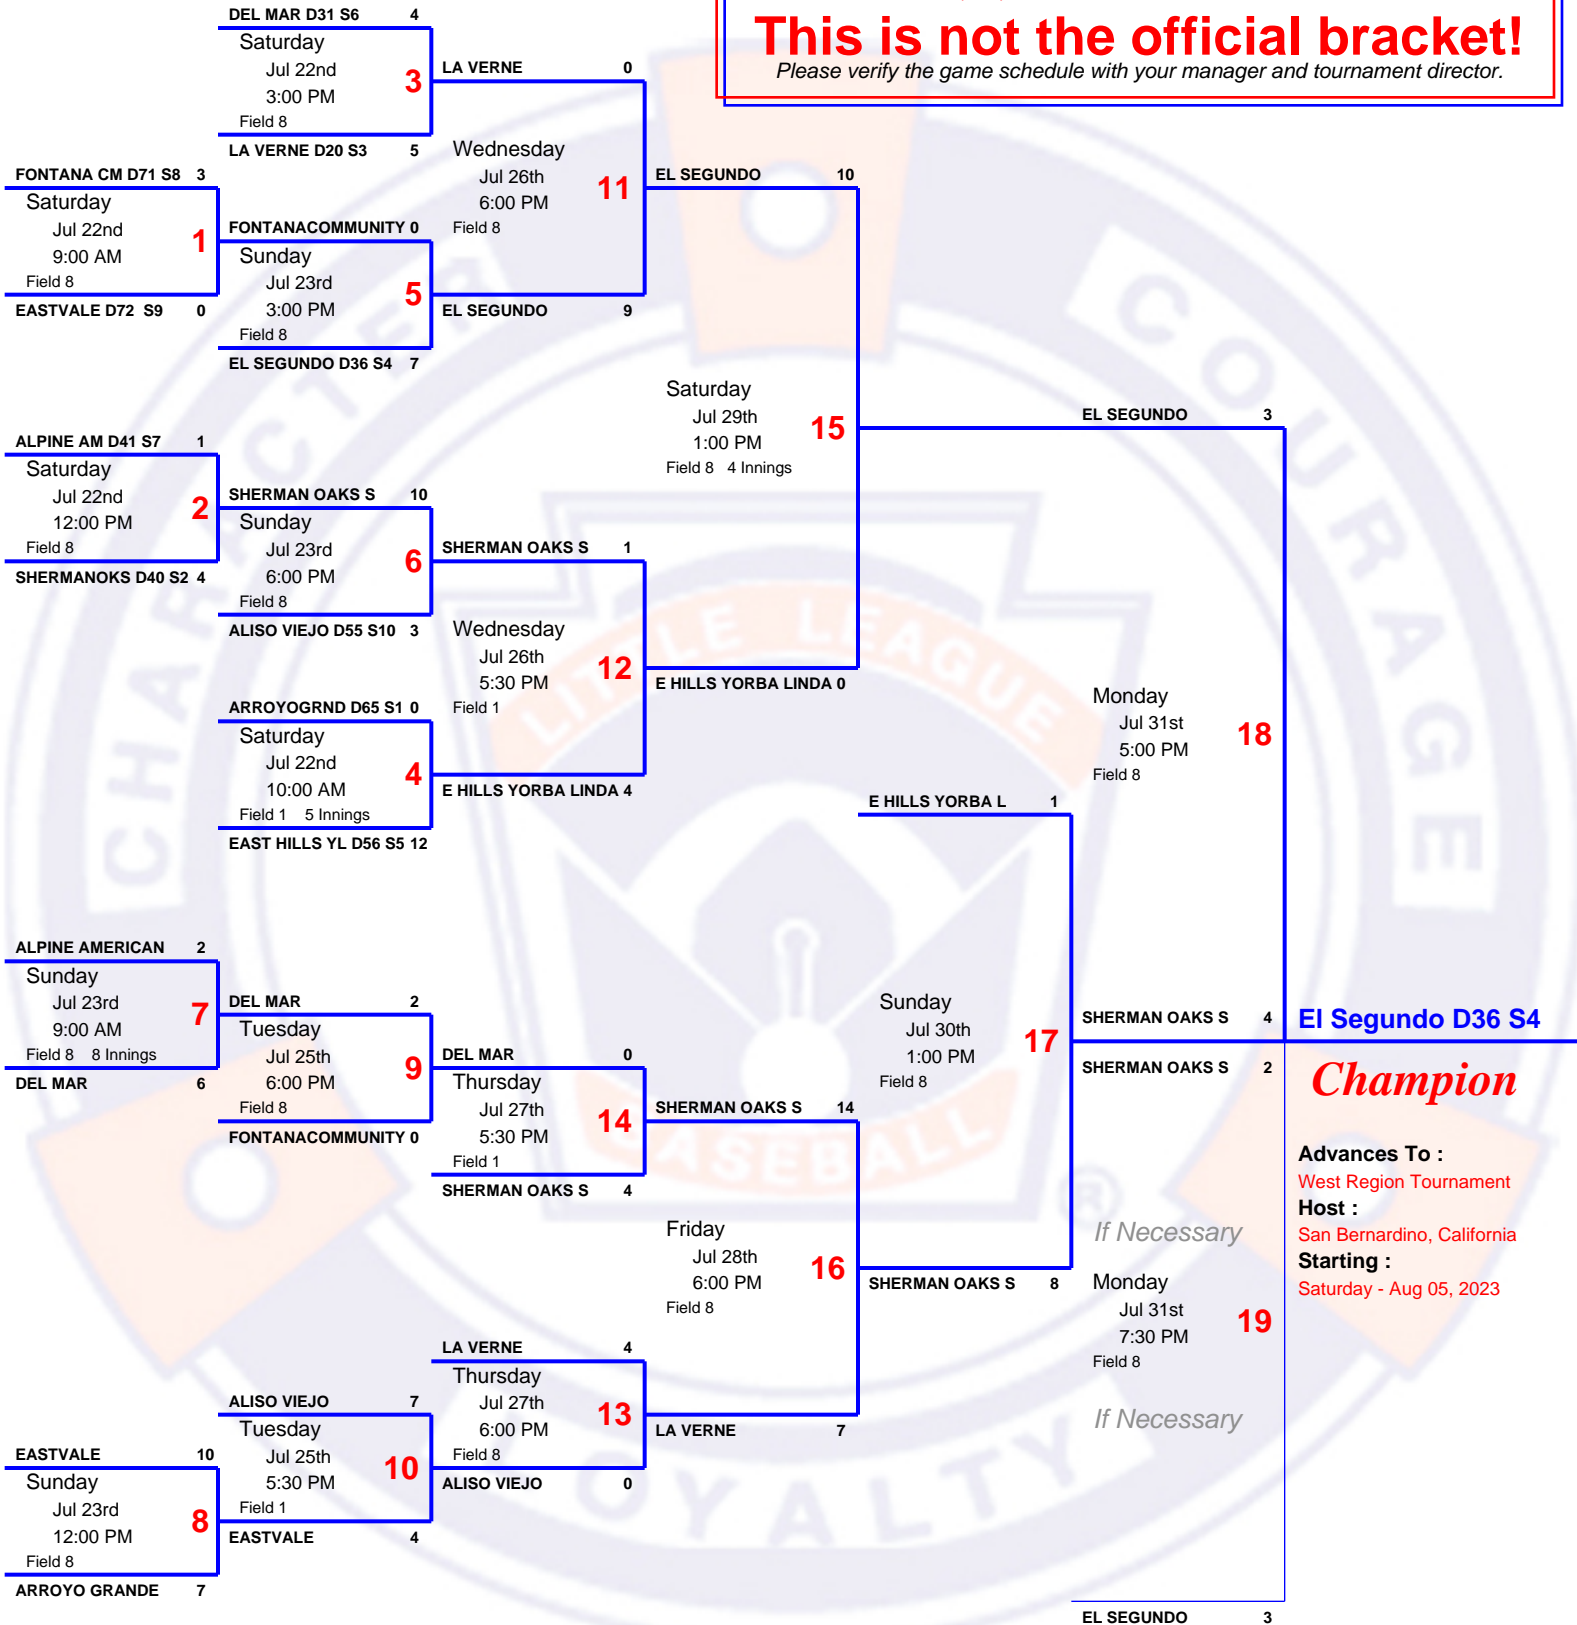 This is not the official bracket!
Please verify the game schedule with your manager and tournament director.
DEL MAR D31 S6 4
Saturday
Jul 22nd
3:00 PM
Field 8
3
LA VERNE D20 S3 5
FONTANA CM D71 S8 3
Saturday
Jul 22nd
9:00 AM
Field 8
1
EASTVALE D72 S9 0
FONTANACOMMUNITY 0
Sunday
Jul 23rd
3:00 PM
Field 8
5
EL SEGUNDO D36 S4 7
LA VERNE 0
Wednesday
Jul 26th
6:00 PM
Field 8
11
EL SEGUNDO 9
ALPINE AM D41 S7 1
Saturday
Jul 22nd
12:00 PM
Field 8
2
SHERMANOKS D40 S2 4
SHERMAN OAKS S 10
Sunday
Jul 23rd
6:00 PM
Field 8
6
ALISO VIEJO D55 S10 3
ARROYOGRND D65 S1 0
Saturday
Jul 22nd
10:00 AM
Field 1 5 Innings
4
EAST HILLS YL D56 S5 12
SHERMAN OAKS S 1
Wednesday
Jul 26th
5:30 PM
Field 1
12
E HILLS YORBA LINDA 4
EL SEGUNDO 10
Saturday
Jul 29th
1:00 PM
Field 8 4 Innings
15
E HILLS YORBA LINDA 0
EL SEGUNDO 3
Monday
Jul 31st
5:00 PM
Field 8
18
SHERMAN OAKS S 4
ALPINE AMERICAN 2
Sunday
Jul 23rd
9:00 AM
Field 8 8 Innings
7
DEL MAR 6
DEL MAR 2
Tuesday
Jul 25th
6:00 PM
Field 8
9
FONTANACOMMUNITY 0
DEL MAR 0
Thursday
Jul 27th
5:30 PM
Field 1
14
SHERMAN OAKS S 4
EASTVALE 10
Sunday
Jul 23rd
12:00 PM
Field 8
8
ARROYO GRANDE 7
ALISO VIEJO 7
Tuesday
Jul 25th
5:30 PM
Field 1
10
EASTVALE 4
LA VERNE 4
Thursday
Jul 27th
6:00 PM
Field 8
13
ALISO VIEJO 0
SHERMAN OAKS S 14
Friday
Jul 28th
6:00 PM
Field 8
16
LA VERNE 7
E HILLS YORBA L 1
Sunday
Jul 30th
1:00 PM
Field 8
17
SHERMAN OAKS S 8
SHERMAN OAKS S 2
If Necessary
Monday
Jul 31st
7:30 PM
Field 8
19
If Necessary
EL SEGUNDO 3
El Segundo D36 S4
Champion
Advances To :
West Region Tournament
Host :
San Bernardino, California
Starting :
Saturday - Aug 05, 2023
CHARACTER
COURAGE
LOYALTY
LITTLE LEAGUE
BASEBALL
®